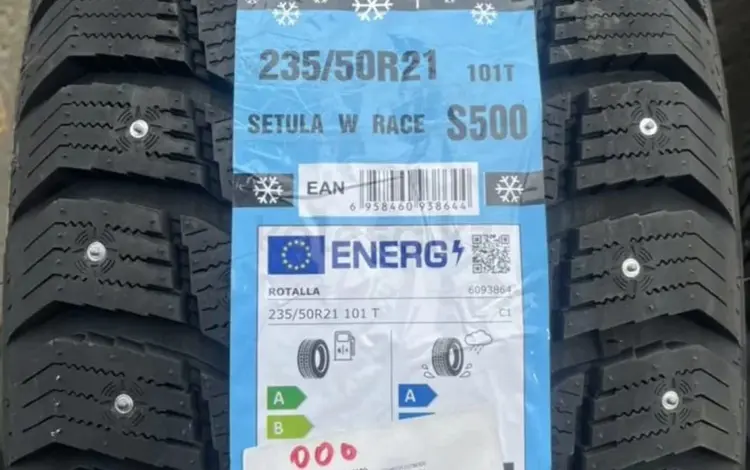 235/50R21 101T
SETULA W RACE S500
EAN
6 958460 938644
ENERG
ROTALLA 6093864
235/50R21 101 T C1
A A
B
000